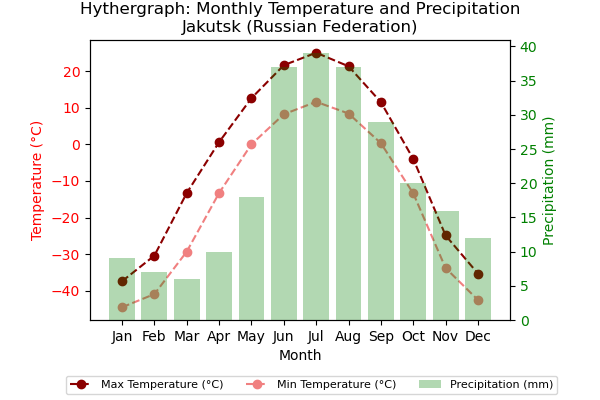 Hythergraph: Monthly Temperature and Precipitation
Jakutsk (Russian Federation)
Temperature (°C)
20
10
0
−10
−20
−30
−40
Precipitation (mm)
40
35
30
25
20
15
10
5
0
Jan Feb Mar Apr May Jun Jul Aug Sep Oct Nov Dec
Month
Max Temperature (°C) Min Temperature (°C) Precipitation (mm)